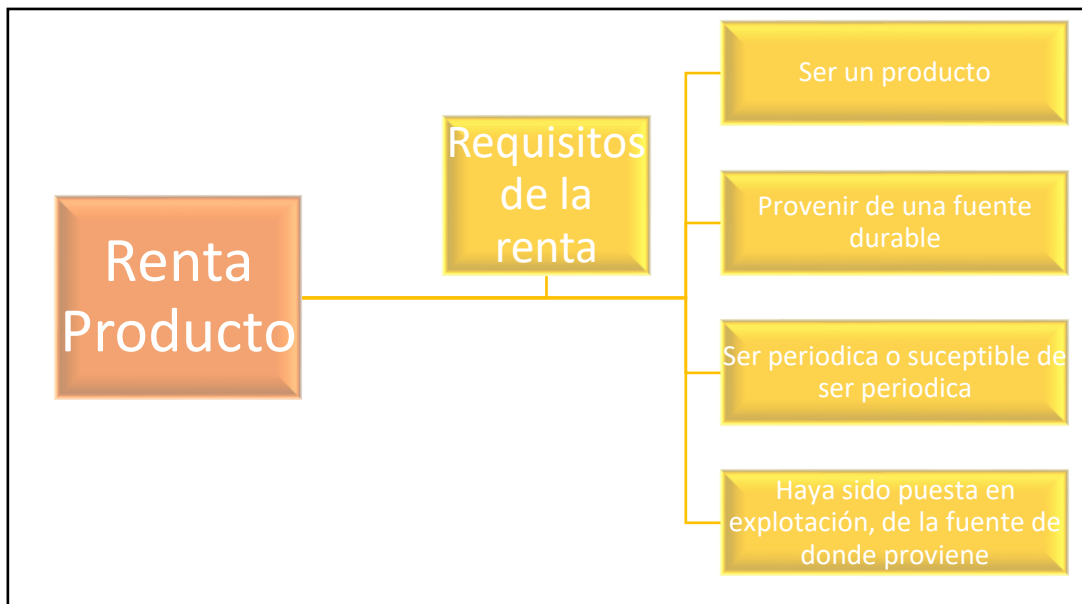 Renta
Producto
Requisitos
de la
renta
Ser un producto
Provenir de una fuente
durable
Ser periodica o suceptible de
ser periodica
Haya sido puesta en
explotación, de la fuente de
donde proviene